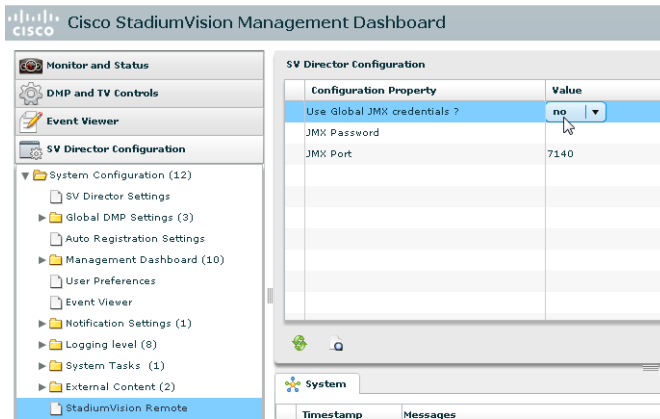 CISCO
Cisco StadiumVision Management Dashboard
Monitor and Status
DMP and TV Controls
Event Viewer
SV Director Configuration
System Configuration (12)
SV Director Settings
Global DMP Settings (3)
Auto Registration Settings
Management Dashboard (10)
User Preferences
Event Viewer
Notification Settings (1)
Logging level (8)
System Tasks (1)
External Content (2)
StadiumVision Remote
SV Director Configuration
Configuration Property Value
Use Global JMX credentials ? no
JMX Password
JMX Port 7140
System
Timestamp Messages